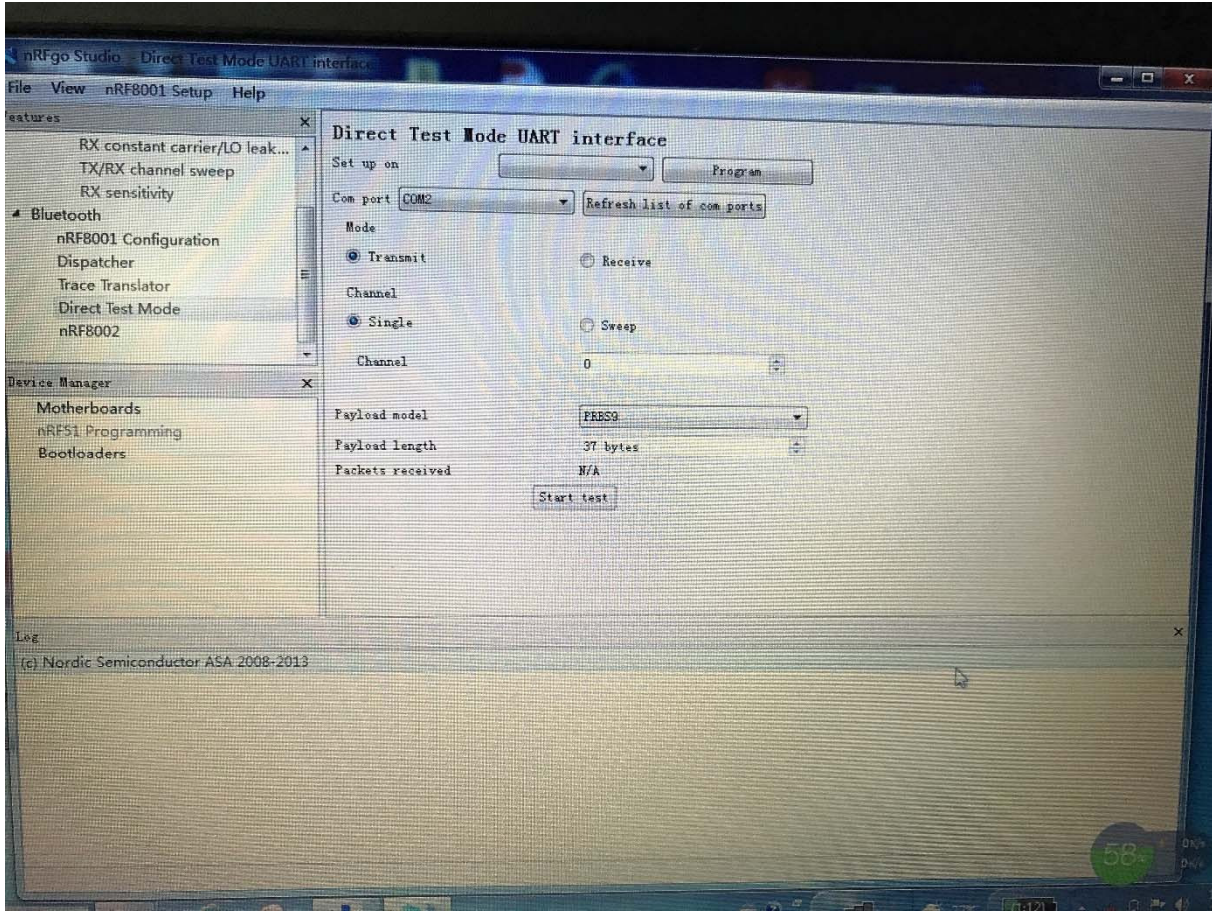 nRFgo Studio - Direct Test Mode UART interface
File View nRF8001 Setup Help
eatures
RX constant carrier/LO leak...
TX/RX channel sweep
RX sensitivity
Bluetooth
nRF8001 Configuration
Dispatcher
Trace Translator
Direct Test Mode
nRF8002
Device Manager
Motherboards
nRF51 Programming
Bootloaders
Direct Test Mode UART interface
Set up on Program
Com port COM2 Refresh list of com ports
Mode
Transmit Receive
Channel
Single Sweep
Channel 0
Payload model PRBS9
Payload length 37 bytes
Packets received N/A
Start test
Log
(c) Nordic Semiconductor ASA 2008-2013
58%